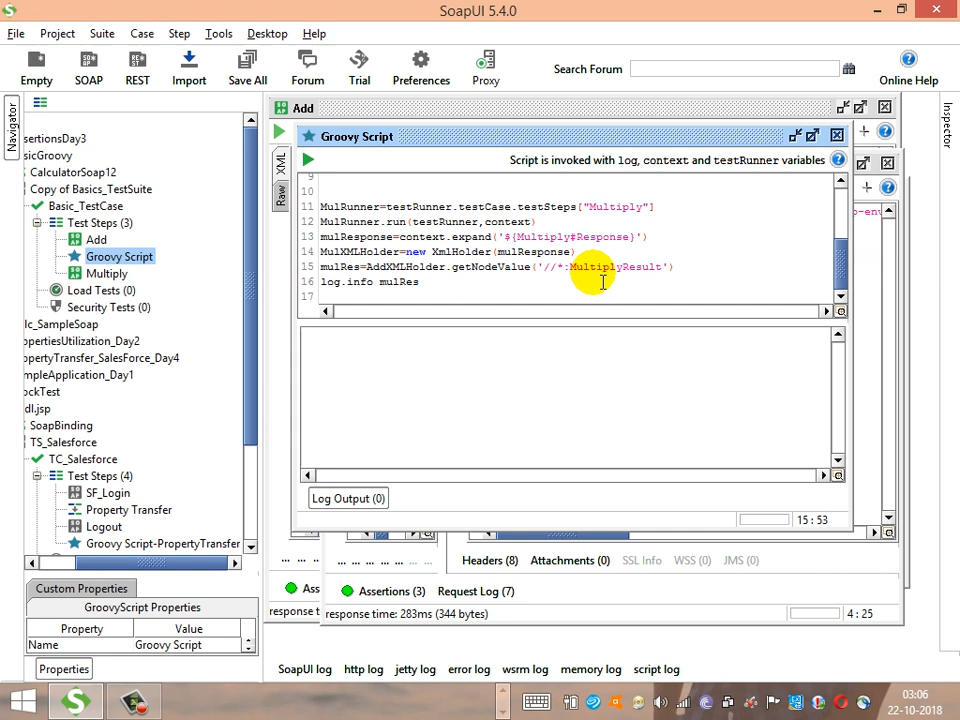 SoapUI 5.4.0
File Project Suite Case Step Tools Desktop Help
Empty SOAP REST Import Save All Forum Trial Preferences Proxy
Search Forum
Online Help
Navigator
Inspector
sertionsDay3
sicGroovy
CalculatorSoap12
Copy of Basics_TestSuite
Basic_TestCase
Test Steps (3)
Add
Groovy Script
Multiply
Load Tests (0)
Security Tests (0)
lc_SampleSoap
opertiesUtilization_Day2
opertyTransfer_SalesForce_Day4
mpleApplication_Day1
ockTest
dl.jsp
SoapBinding
TS_Salesforce
TC_Salesforce
Test Steps (4)
SF_Login
Property Transfer
Logout
Groovy Script-PropertyTransfer
Custom Properties
GroovyScript Properties
Property Value
Name Groovy Script
Properties
Add
Groovy Script
XML
Raw
Script is invoked with log, context and testRunner variables
9
10
11 MulRunner=testRunner.testCase.testSteps["Multiply"]
12 MulRunner.run(testRunner,context)
13 mulResponse=context.expand('${Multiply#Response}')
14 MulXMLHolder=new XmlHolder(mulResponse)
15 mulRes=AddXMLHolder.getNodeValue('//*:MultiplyResult')
16 log.info mulRes
17
p-env
Log Output (0)
15 : 53
Headers (8) Attachments (0) SSL Info WSS (0) JMS (0)
Ass
Assertions (3) Request Log (7)
response t
response time: 283ms (344 bytes)
4 : 25
SoapUI log http log jetty log error log wsrm log memory log script log
03:06
22-10-2018